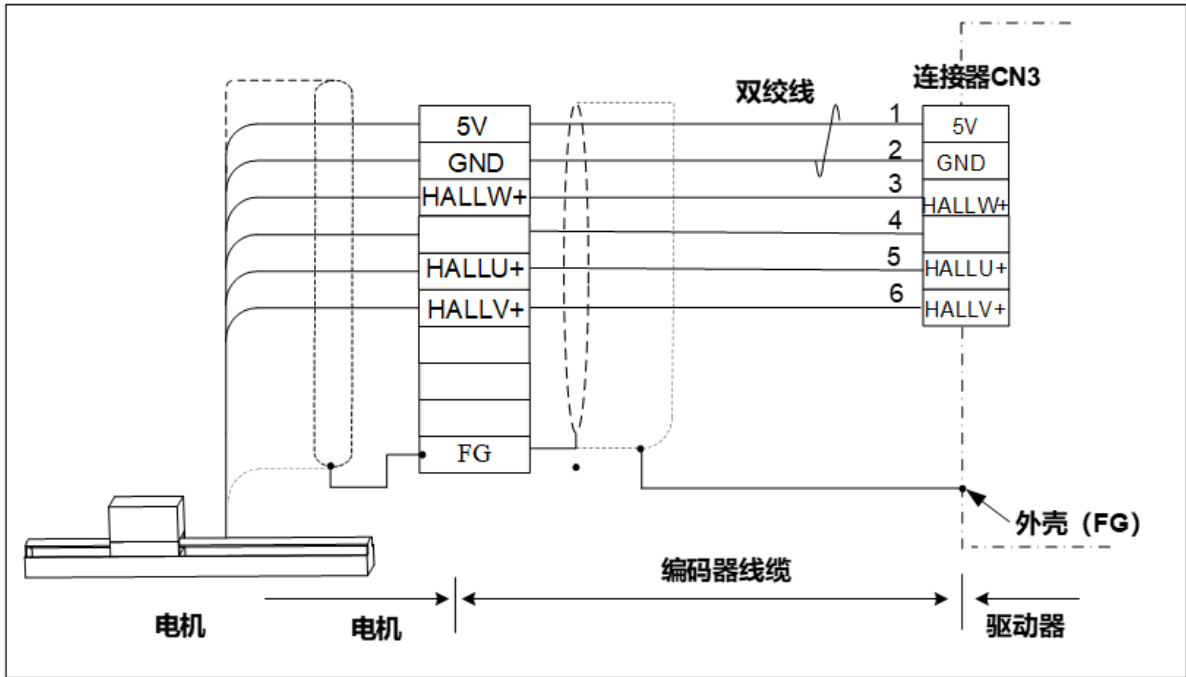 连接器CN3
双绞线
5V 1 5V
GND 2 GND
HALLW+ 3 HALLW+
4
HALLU+ 5 HALLU+
HALLV+ 6 HALLV+
FG
外壳（FG）
编码器线缆
电机 电机 驱动器